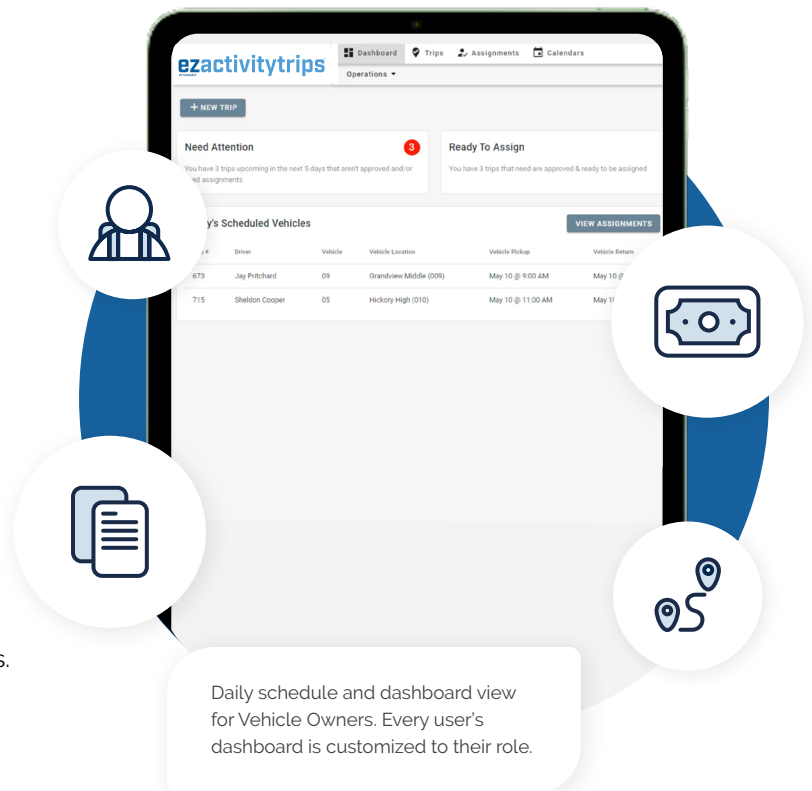 ezactivitytrips
Dashboard Trips Assignments Calendars
Operations
+ NEW TRIP
Need Attention 3 Ready To Assign
You have 3 trips upcoming in the next 5 days that aren't approved and/or You have 3 trips that need are approved & ready to be assigned
assignments
Scheduled Vehicles VIEW ASSIGNMENTS
# Driver Vehicle Vehicle Location Vehicle Pickup Vehicle Return
673 Jay Pritchard 09 Grandview Middle (009) May 10 @ 9:00 AM May 10 @
715 Sheldon Cooper 05 Hickory High (010) May 10 @ 11:00 AM May
s.
Daily schedule and dashboard view
for Vehicle Owners. Every user's
dashboard is customized to their role.